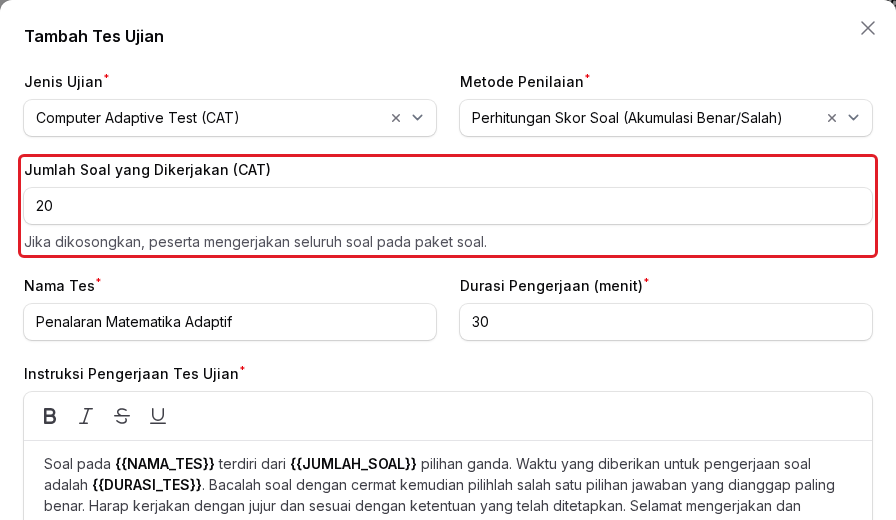 Tambah Tes Ujian
Jenis Ujian*
Metode Penilaian*
Computer Adaptive Test (CAT)
Perhitungan Skor Soal (Akumulasi Benar/Salah)
Jumlah Soal yang Dikerjakan (CAT)
20
Jika dikosongkan, peserta mengerjakan seluruh soal pada paket soal.
Nama Tes*
Durasi Pengerjaan (menit)*
Penalaran Matematika Adaptif
30
Instruksi Pengerjaan Tes Ujian*
B I S U
Soal pada {{NAMA_TES}} terdiri dari {{JUMLAH_SOAL}} pilihan ganda. Waktu yang diberikan untuk pengerjaan soal
adalah {{DURASI_TES}}. Bacalah soal dengan cermat kemudian pilihlah salah satu pilihan jawaban yang dianggap paling
benar. Harap kerjakan dengan jujur dan sesuai dengan ketentuan yang telah ditetapkan. Selamat mengerjakan dan